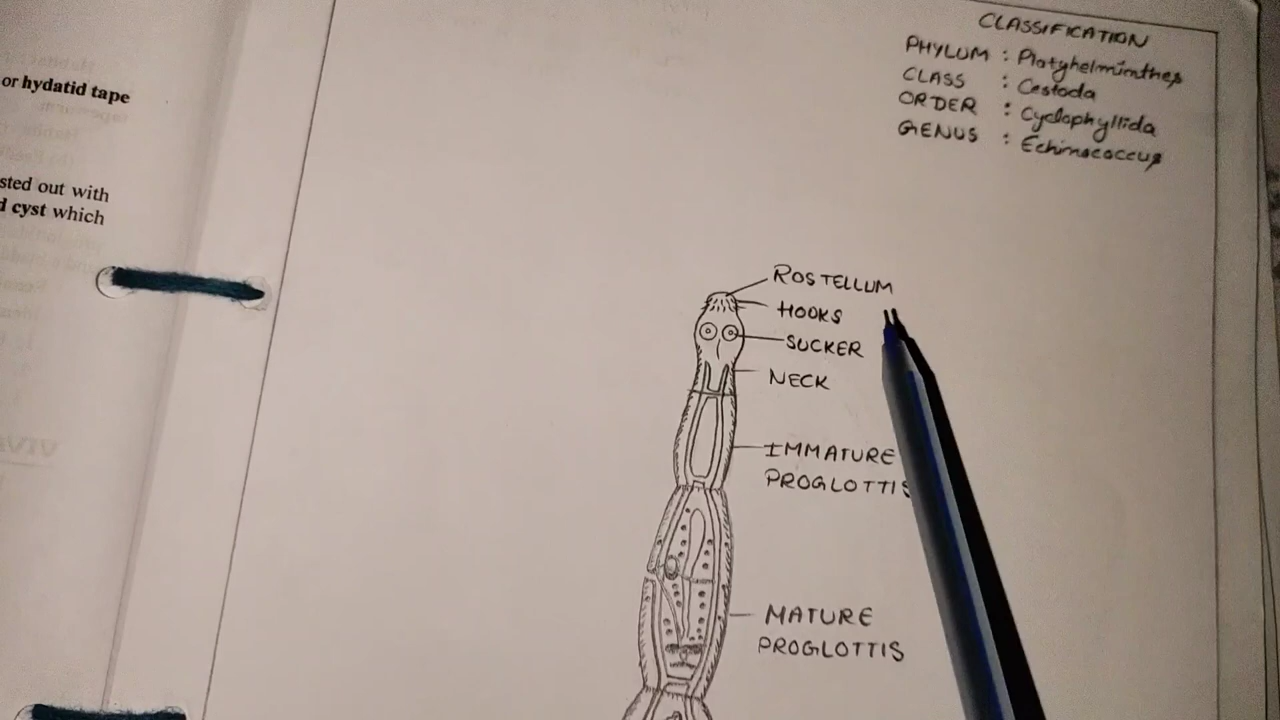 or hydatid tape
sted out with
d cyst which
CLASSIFICATION
PHYLUM : Platyhelminthes
CLASS : Cestoda
ORDER : Cyclophyllida
GENUS : Echinococcus
ROSTELLUM
HOOKS
SUCKER
NECK
IMMATURE
PROGLOTTIS
MATURE
PROGLOTTIS